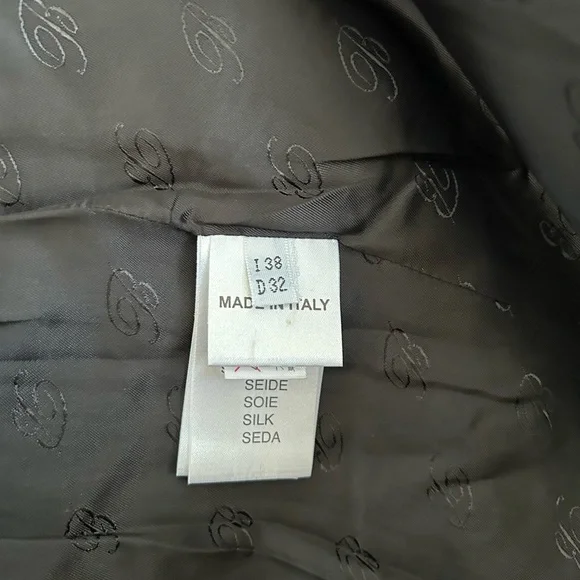 I 38
D 32
MADE IN ITALY
SEIDE
SOIE
SILK
SEDA